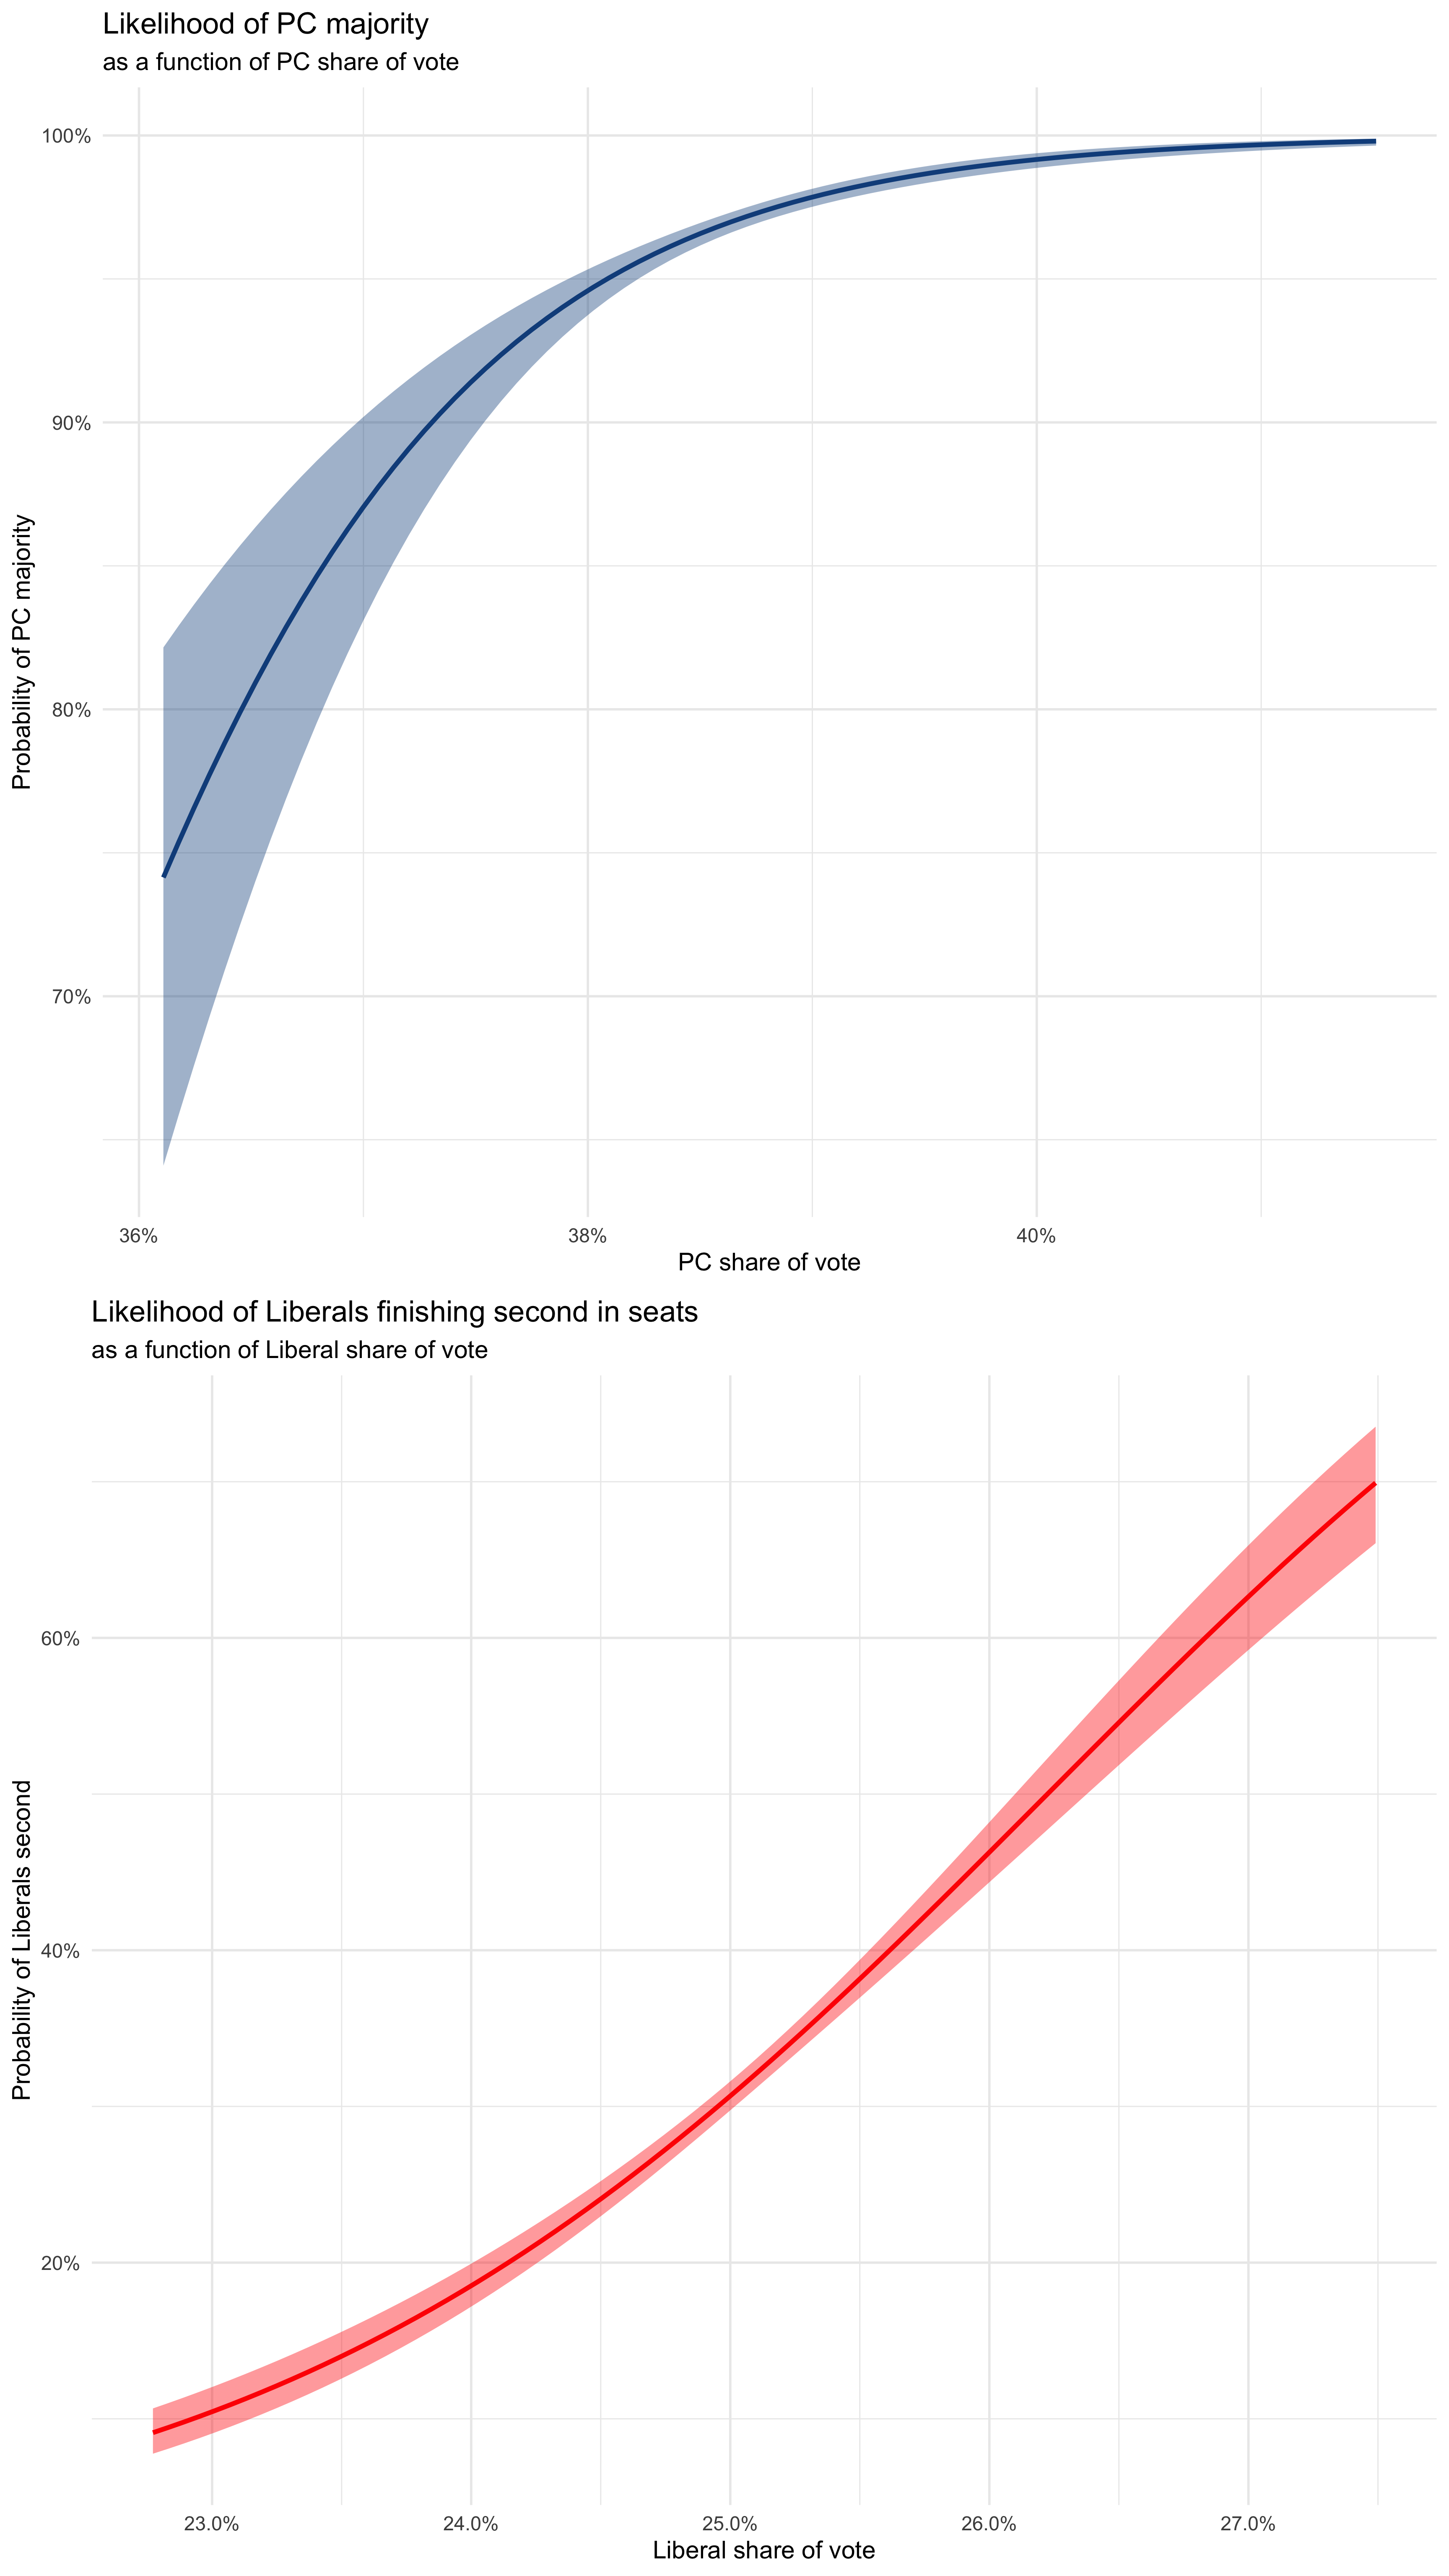 Likelihood of PC majority
as a function of PC share of vote
100%
90%
80%
70%
Probability of PC majority
36%
38%
40%
PC share of vote
Likelihood of Liberals finishing second in seats
as a function of Liberal share of vote
60%
40%
20%
Probability of Liberals second
23.0%
24.0%
25.0%
26.0%
27.0%
Liberal share of vote